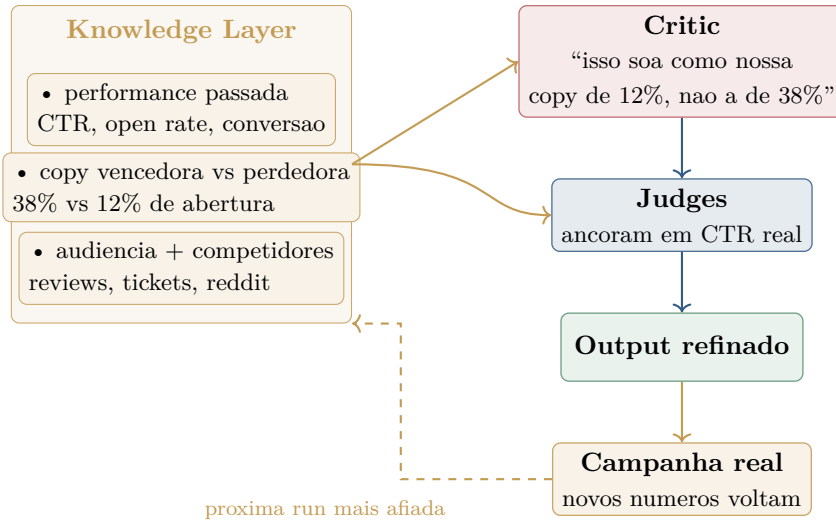 Knowledge Layer
• performance passada
CTR, open rate, conversao
• copy vencedora vs perdedora
38% vs 12% de abertura
• audiencia + competidores
reviews, tickets, reddit
Critic
“isso soa como nossa
copy de 12%, nao a de 38%”
Judges
ancoram em CTR real
Output refinado
Campanha real
novos numeros voltam
proxima run mais afiada